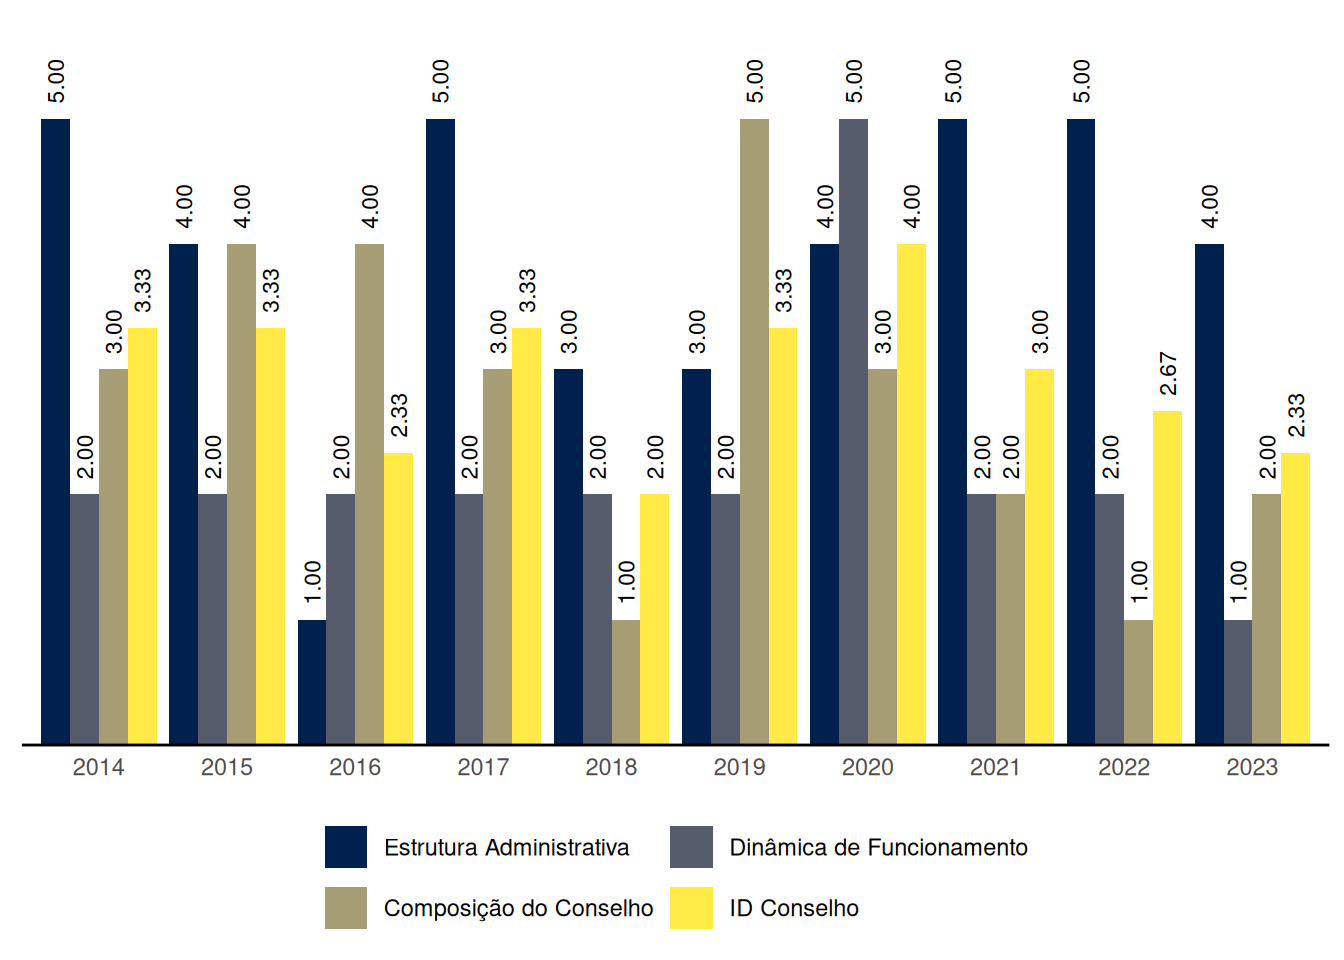 5.00 2.00 3.00 3.33 4.00 2.00 4.00 3.33 1.00 2.00 4.00 2.33 5.00 2.00 3.00 3.33 3.00 2.00 1.00 2.00 3.00 2.00 5.00 3.33 4.00 5.00 3.00 4.00 5.00 2.00 2.00 3.00 5.00 2.00 1.00 2.67 4.00 1.00 2.00 2.33
2014 2015 2016 2017 2018 2019 2020 2021 2022 2023
Estrutura Administrativa Dinâmica de Funcionamento
Composição do Conselho ID Conselho